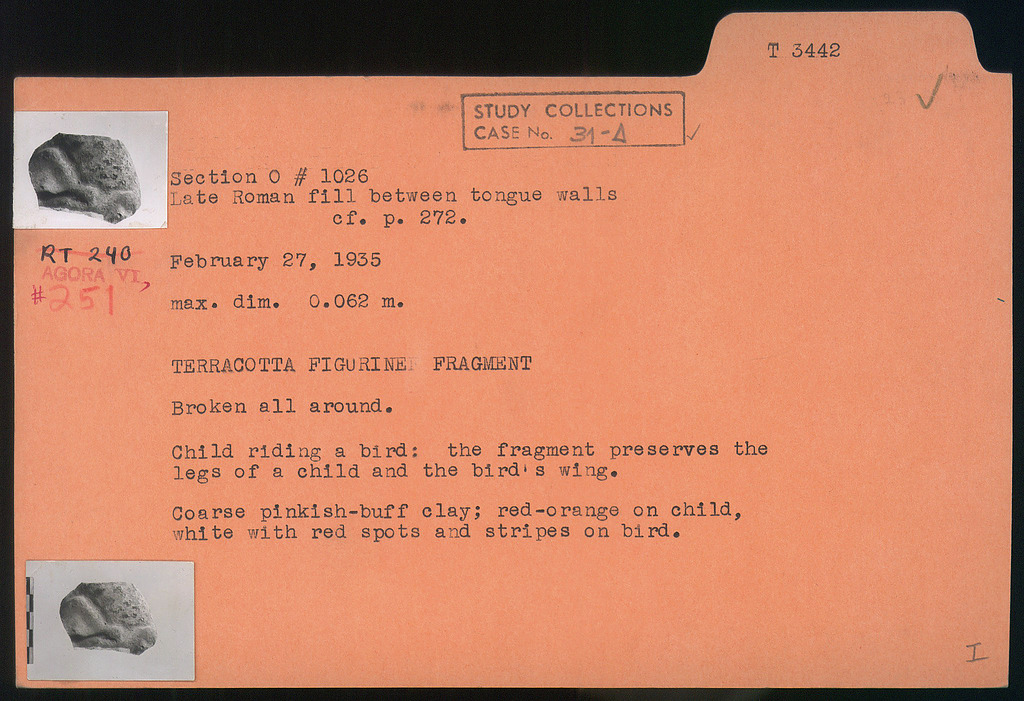 T 3442
STUDY COLLECTIONS
CASE No. 31-Δ
Section O # 1026
Late Roman fill between tongue walls
cf. p. 272.
RT 240
AGORA VI,
#251
February 27, 1935
max. dim. 0.062 m.
TERRACOTTA FIGURINE FRAGMENT
Broken all around.
Child riding a bird: the fragment preserves the
legs of a child and the bird's wing.
Coarse pinkish-buff clay; red-orange on child,
white with red spots and stripes on bird.
I